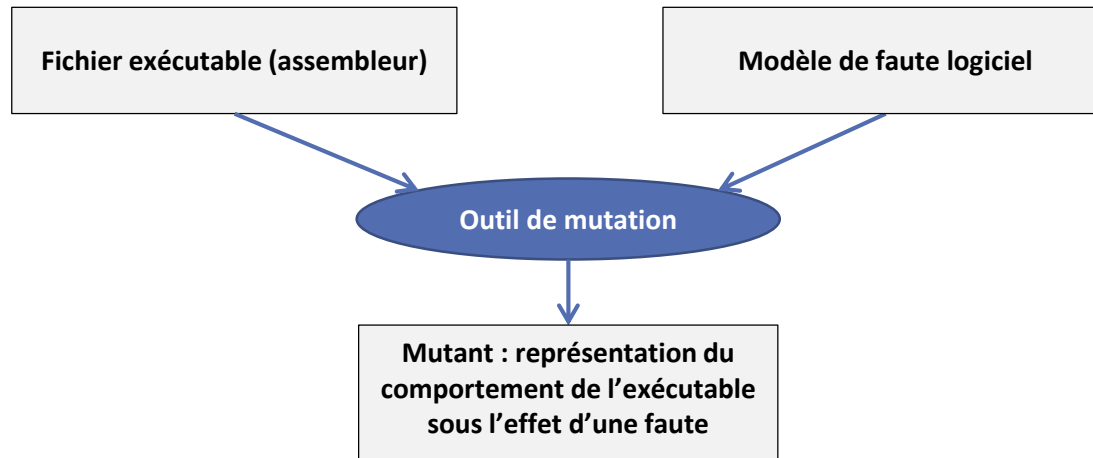 Fichier exécutable (assembleur)
Modèle de faute logiciel
Outil de mutation
Mutant : représentation du
comportement de l’exécutable
sous l’effet d’une faute